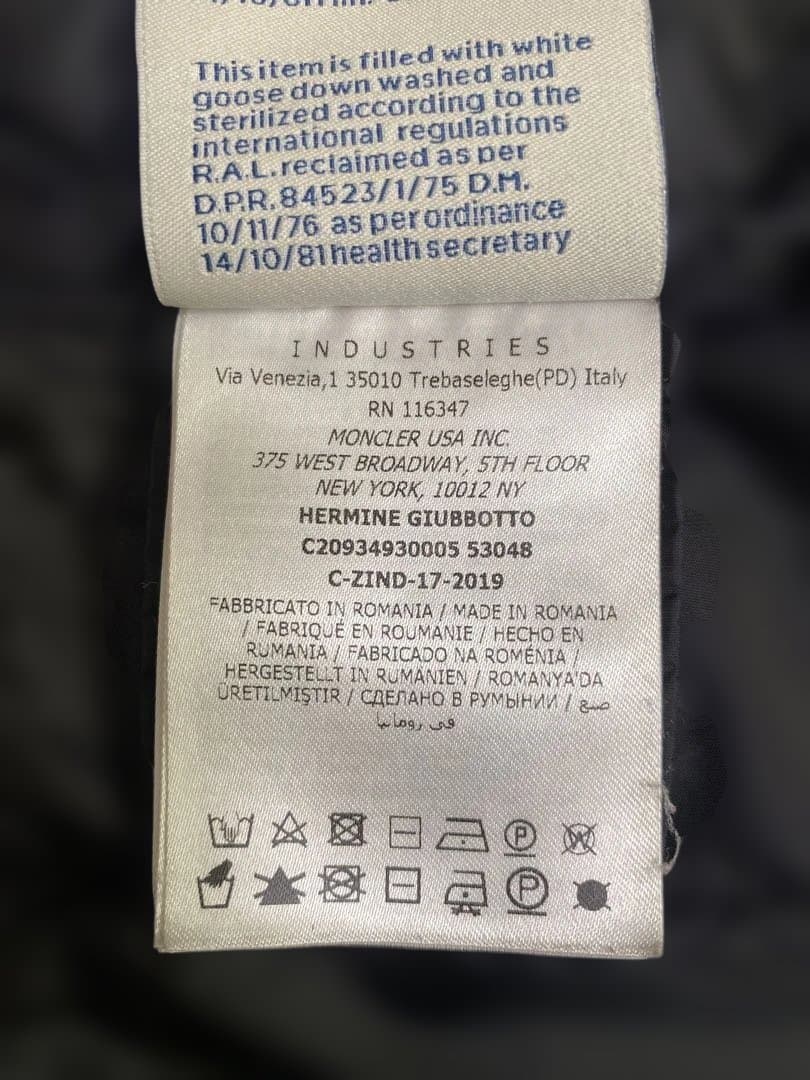 This item is filled with white
goose down washed and
sterilized according to the
international regulations
R.A.L. reclaimed as per
D.P.R. 84523/1/75 D.M.
10/11/76 as per ordinance
14/10/81 health secretary
INDUSTRIES
Via Venezia,1 35010 Trebaseleghe(PD) Italy
RN 116347
MONCLER USA INC.
375 WEST BROADWAY, 5TH FLOOR
NEW YORK, 10012 NY
HERMINE GIUBBOTTO
C20934930005 53048
C-ZIND-17-2019
FABBRICATO IN ROMANIA / MADE IN ROMANIA
/ FABRIQUÉ EN ROUMANIE / HECHO EN
RUMANIA / FABRICADO NA ROMÉNIA /
HERGESTELLT IN RUMÄNIEN / ROMANYA'DA
ÜRETILMIŞTIR / СДЕЛАНО В РУМЫНИИ / صنع
في رومانيا
P W
P